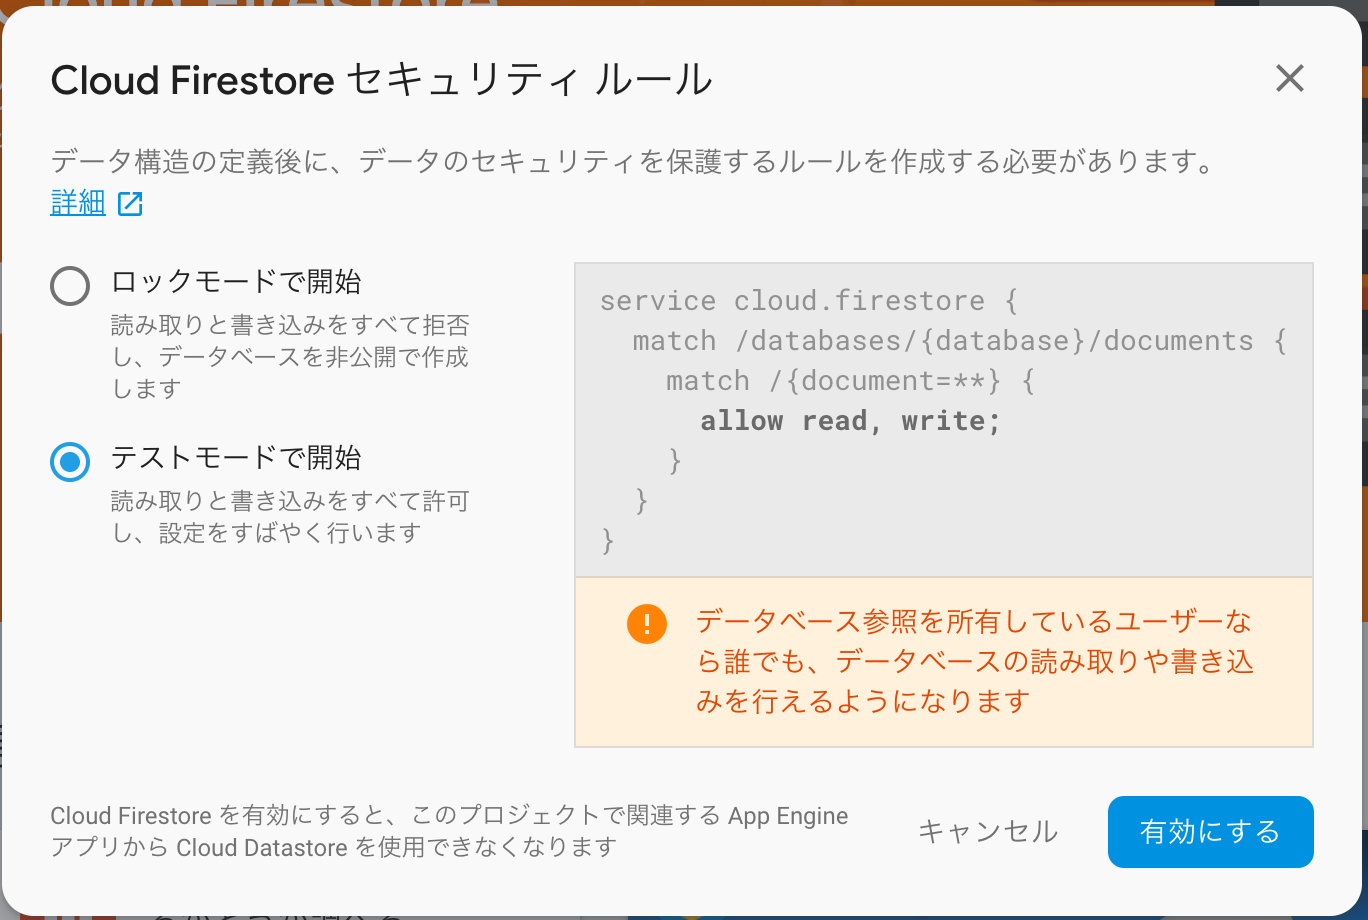 Cloud Firestore
Cloud Firestore セキュリティ ルール
データ構造の定義後に、データのセキュリティを保護するルールを作成する必要があります。
詳細
ロックモードで開始
読み取りと書き込みをすべて拒否
し、データベースを非公開で作成
します
テストモードで開始
読み取りと書き込みをすべて許可
し、設定をすばやく行います
service cloud.firestore {
match /databases/{database}/documents {
match /{document=**} {
allow read, write;
}
}
}
データベース参照を所有しているユーザーな
ら誰でも、データベースの読み取りや書き込
みを行えるようになります
Cloud Firestore を有効にすると、このプロジェクトで関連する App Engine
アプリから Cloud Datastore を使用できなくなります
キャンセル
有効にする